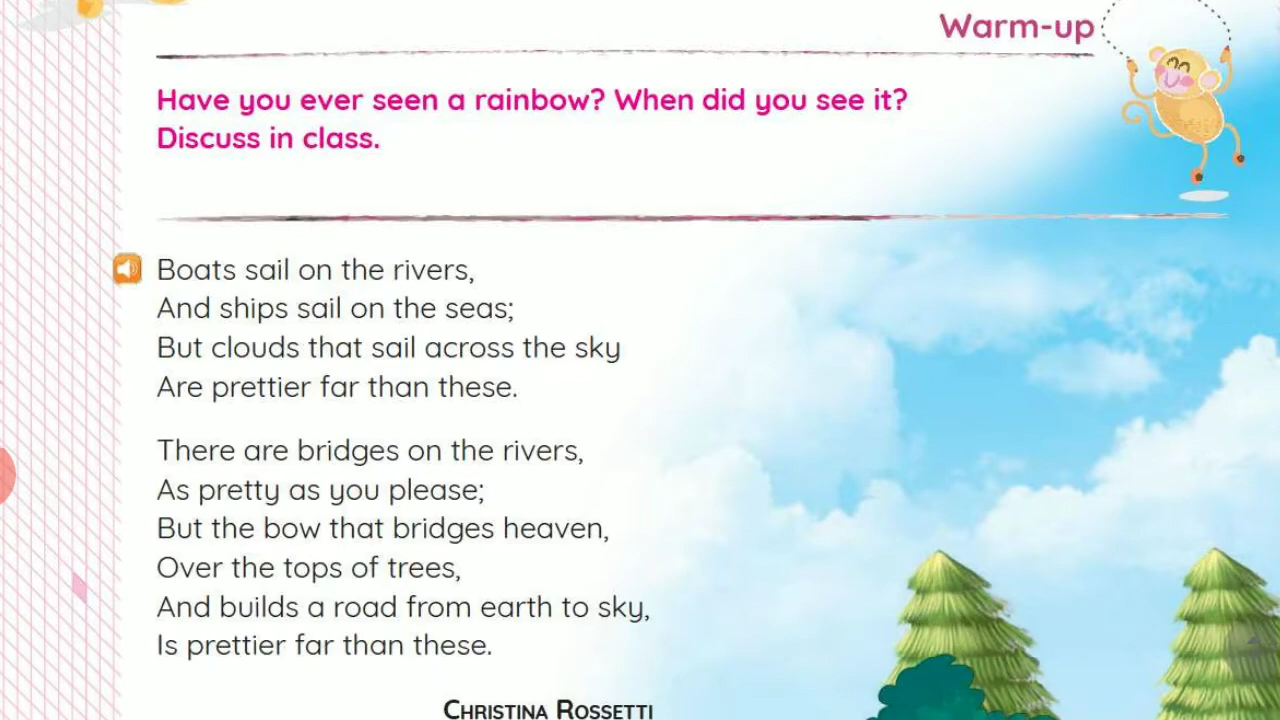 Warm-up
Have you ever seen a rainbow? When did you see it?
Discuss in class.
Boats sail on the rivers,
And ships sail on the seas;
But clouds that sail across the sky
Are prettier far than these.
There are bridges on the rivers,
As pretty as you please;
But the bow that bridges heaven,
Over the tops of trees,
And builds a road from earth to sky,
Is prettier far than these.
CHRISTINA ROSSETTI